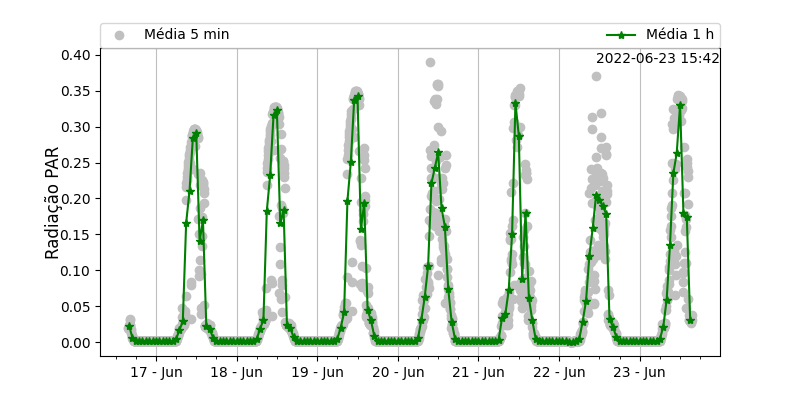 Média 5 min
Média 1 h
2022-06-23 15:42
0.40
0.35
0.30
0.25
0.20
0.15
0.10
0.05
0.00
Radiação PAR
17 - Jun
18 - Jun
19 - Jun
20 - Jun
21 - Jun
22 - Jun
23 - Jun